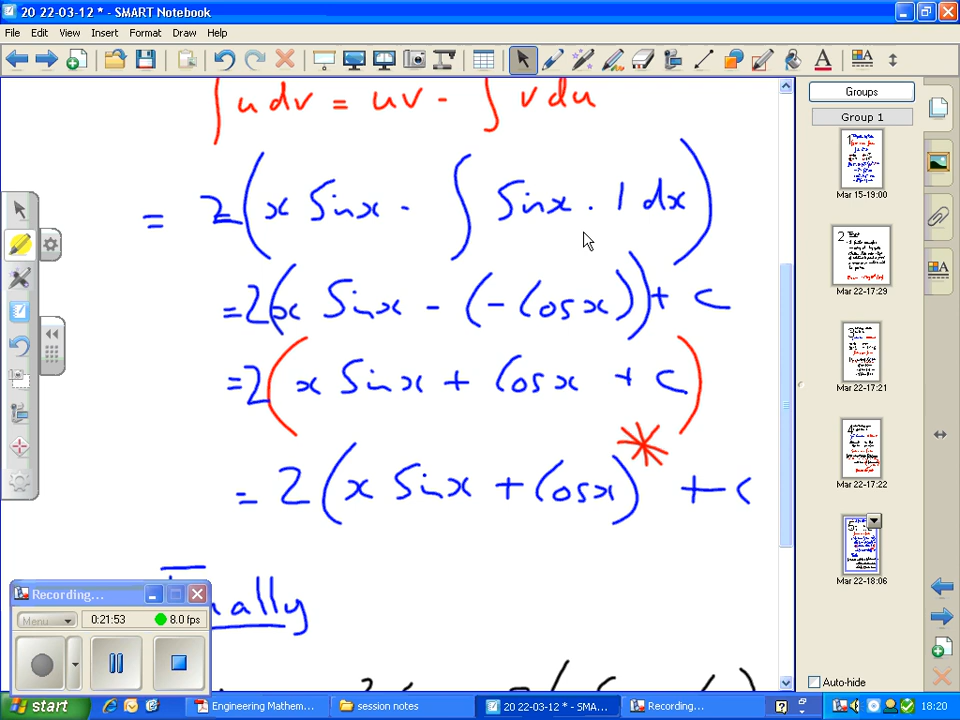 20 22-03-12 * - SMART Notebook
File Edit View Insert Format Draw Help
∫ u dv = uv - ∫ v du
= 2(x Sinx - ∫ Sinx . 1 dx)
=2(x Sinx - (-Cosx)) + C
=2(x Sinx + Cosx + C)
= 2(x Sinx + Cosx)* + C
Finally
Groups
Group 1
Mar 15-19:00
Mar 22-17:29
Mar 22-17:21
Mar 22-17:22
Mar 22-18:06
Auto-hide
Recording...
Menu
0:21:53
8.0 fps
start
Engineering Mathem...
session notes
20 22-03-12 * - SMA...
Recording...
18:20